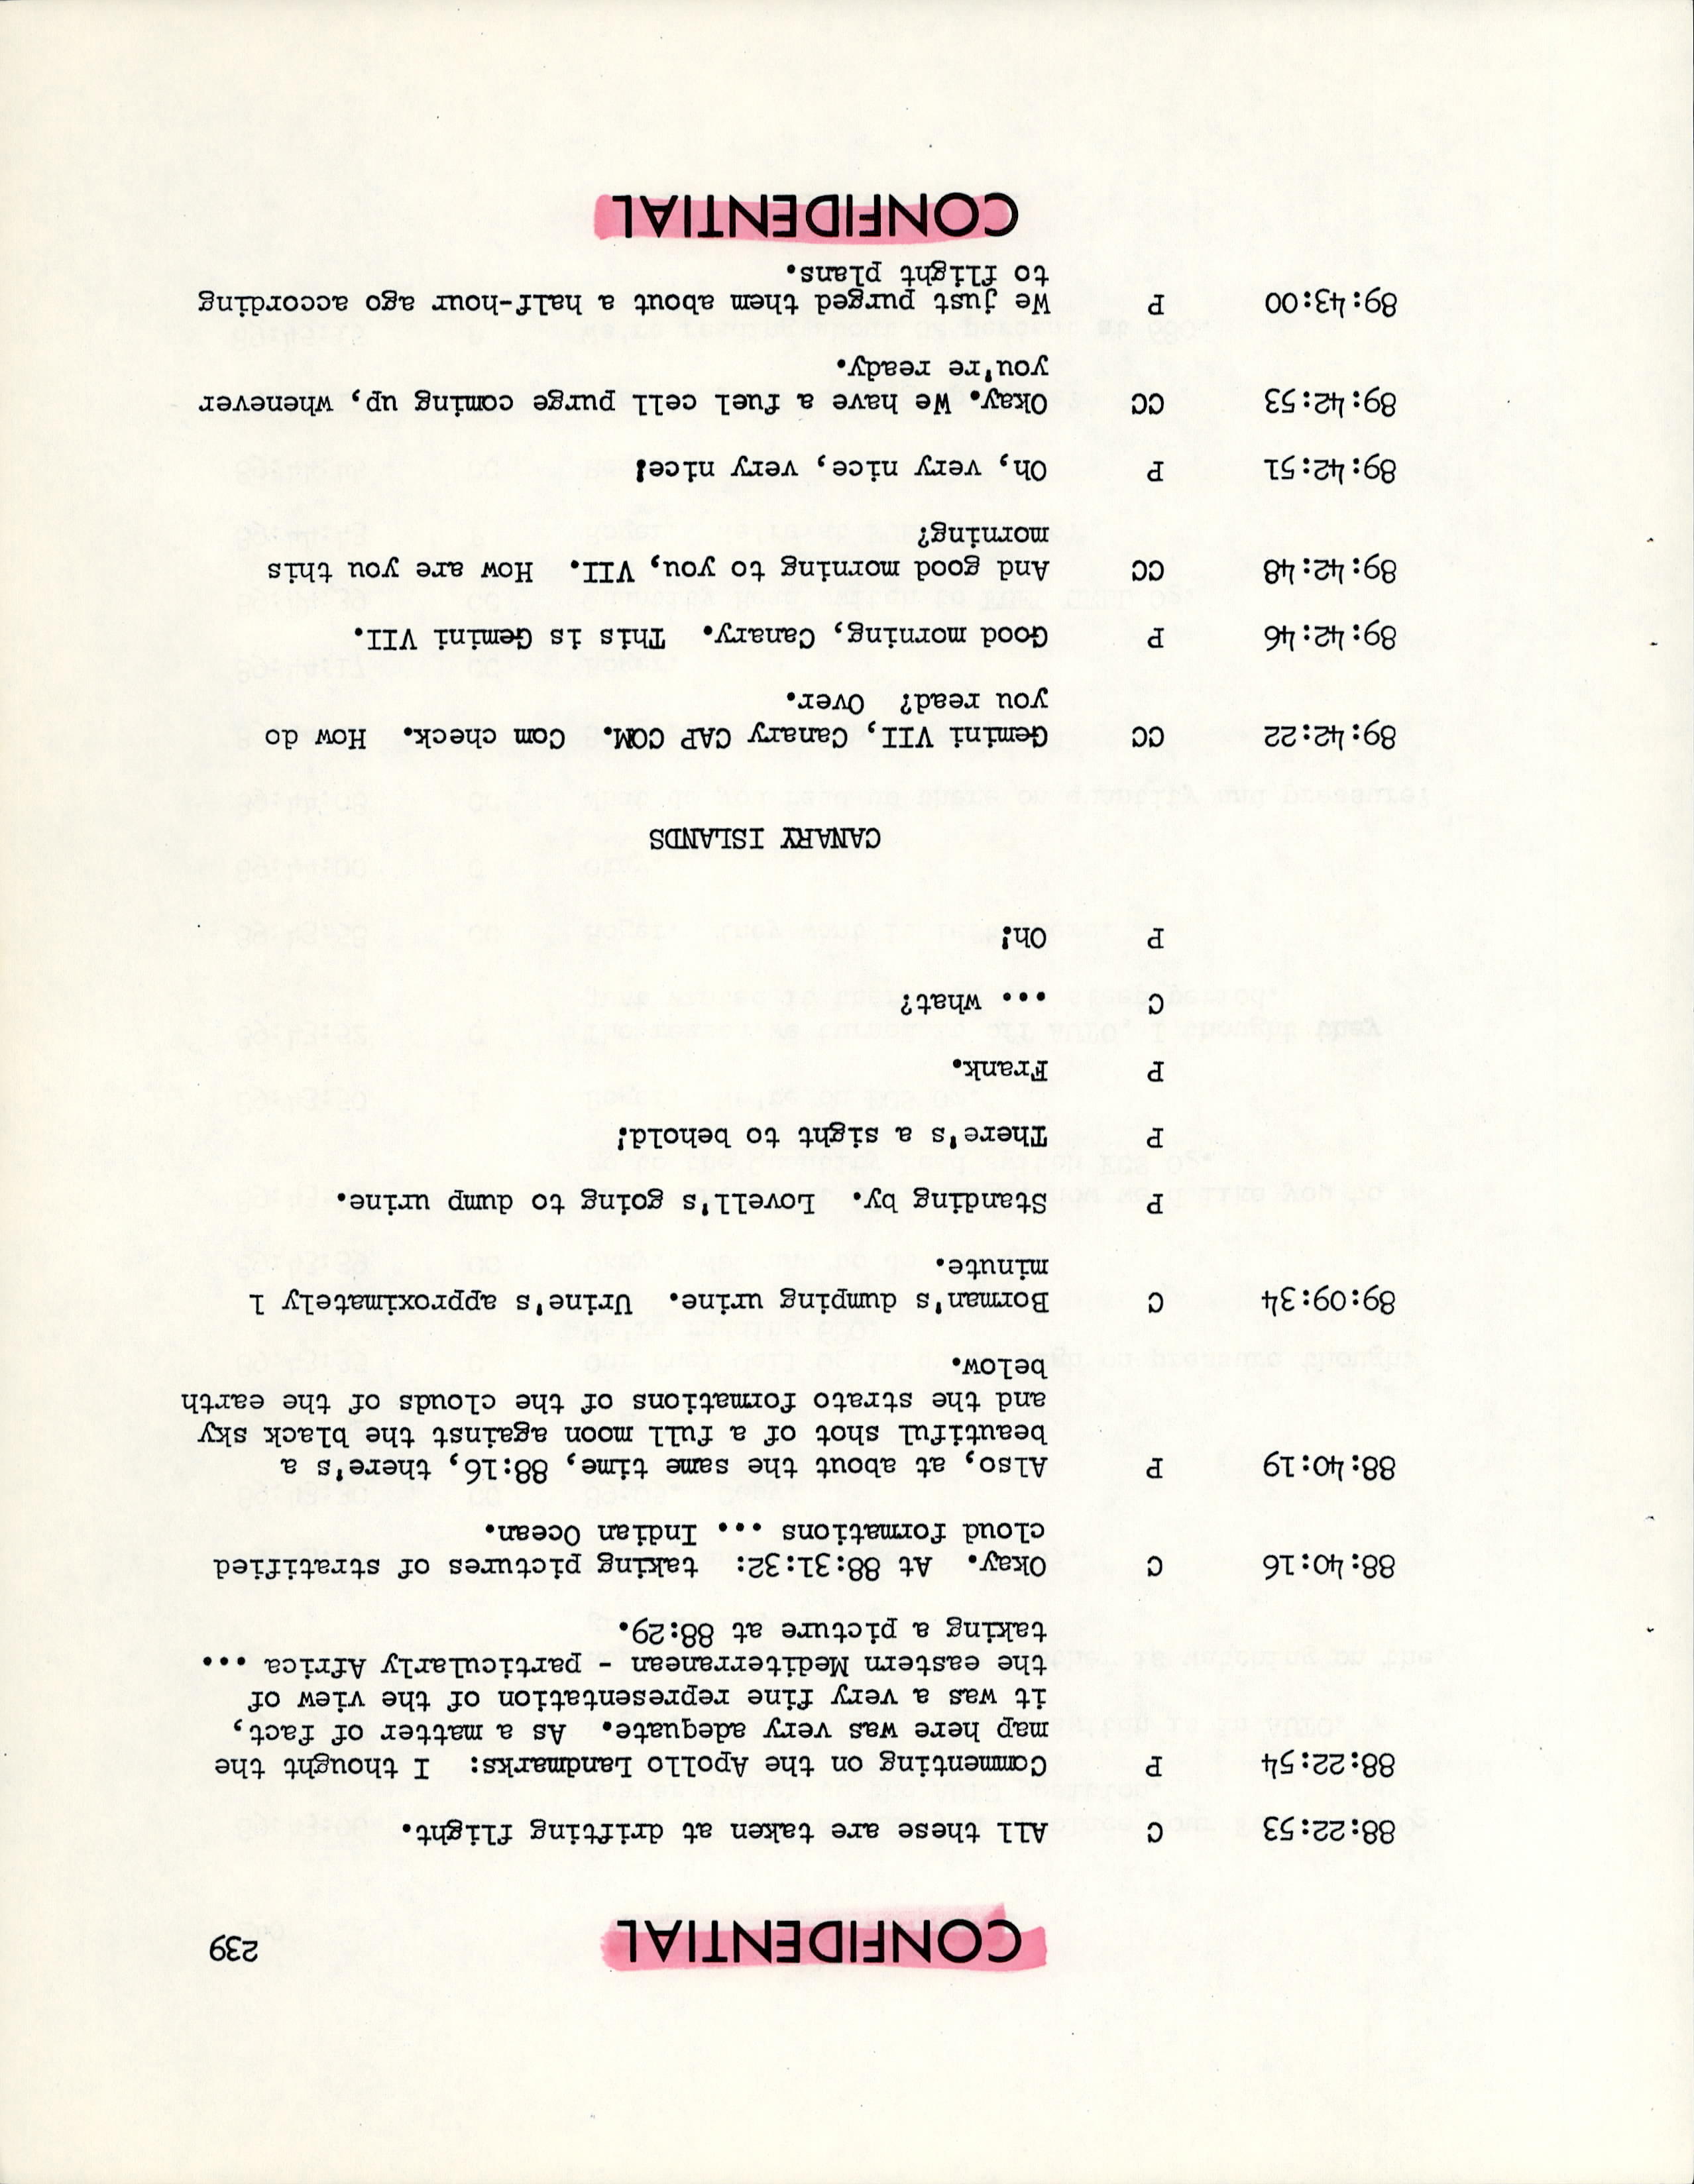 CONFIDENTIAL 239
88:22:53 C All these are taken at drifting flight.
88:22:54 P Commenting on the Apollo Landmarks: I thought the
map here was very adequate. As a matter of fact,
it was a very fine representation of the view of
the eastern Mediterranean - particularly Africa ...
taking a picture at 88:29.
88:40:16 C Okay. At 88:31:32: taking pictures of stratified
cloud formations ... Indian Ocean.
88:40:19 P Also, at about the same time, 88:16, there's a
beautiful shot of a full moon against the black sky
and the strato formations of the clouds of the earth
below.
89:09:34 C Borman's dumping urine. Urine's approximately 1
minute.
P Standing by. Lovell's going to dump urine.
P There's a sight to behold!
P Frank.
C ... what?
P Oh!
CANARY ISLANDS
89:42:22 CC Gemini VII, Canary CAP COM. Com check. How do
you read? Over.
89:42:46 P Good morning, Canary. This is Gemini VII.
89:42:48 CC And good morning to you, VII. How are you this
morning?
89:42:51 P Oh, very nice, very nice!
89:42:53 CC Okay. We have a fuel cell purge coming up, whenever
you're ready.
89:43:00 P We just purged them about a half-hour ago according
to flight plans.
CONFIDENTIAL